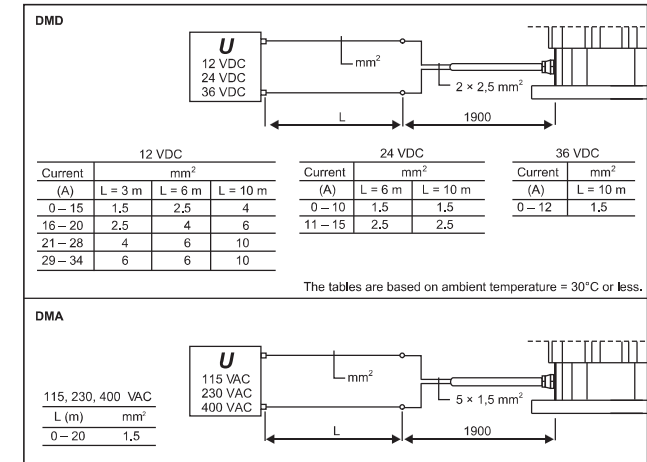 DMD
U
12 VDC
24 VDC
36 VDC
mm²
2 × 2,5 mm²
L
1900
12 VDC
Current mm²
(A) L = 3 m L = 6 m L = 10 m
0 – 15 1.5 2.5 4
16 – 20 2.5 4 6
21 – 28 4 6 10
29 – 34 6 6 10
24 VDC
Current mm²
(A) L = 6 m L = 10 m
0 – 10 1.5 1.5
11 – 15 2.5 2.5
36 VDC
Current mm²
(A) L = 10 m
0 – 12 1.5
The tables are based on ambient temperature = 30°C or less.
DMA
U
115 VAC
230 VAC
400 VAC
mm²
5 × 1,5 mm²
L
1900
115, 230, 400 VAC
L (m) mm²
0 – 20 1.5